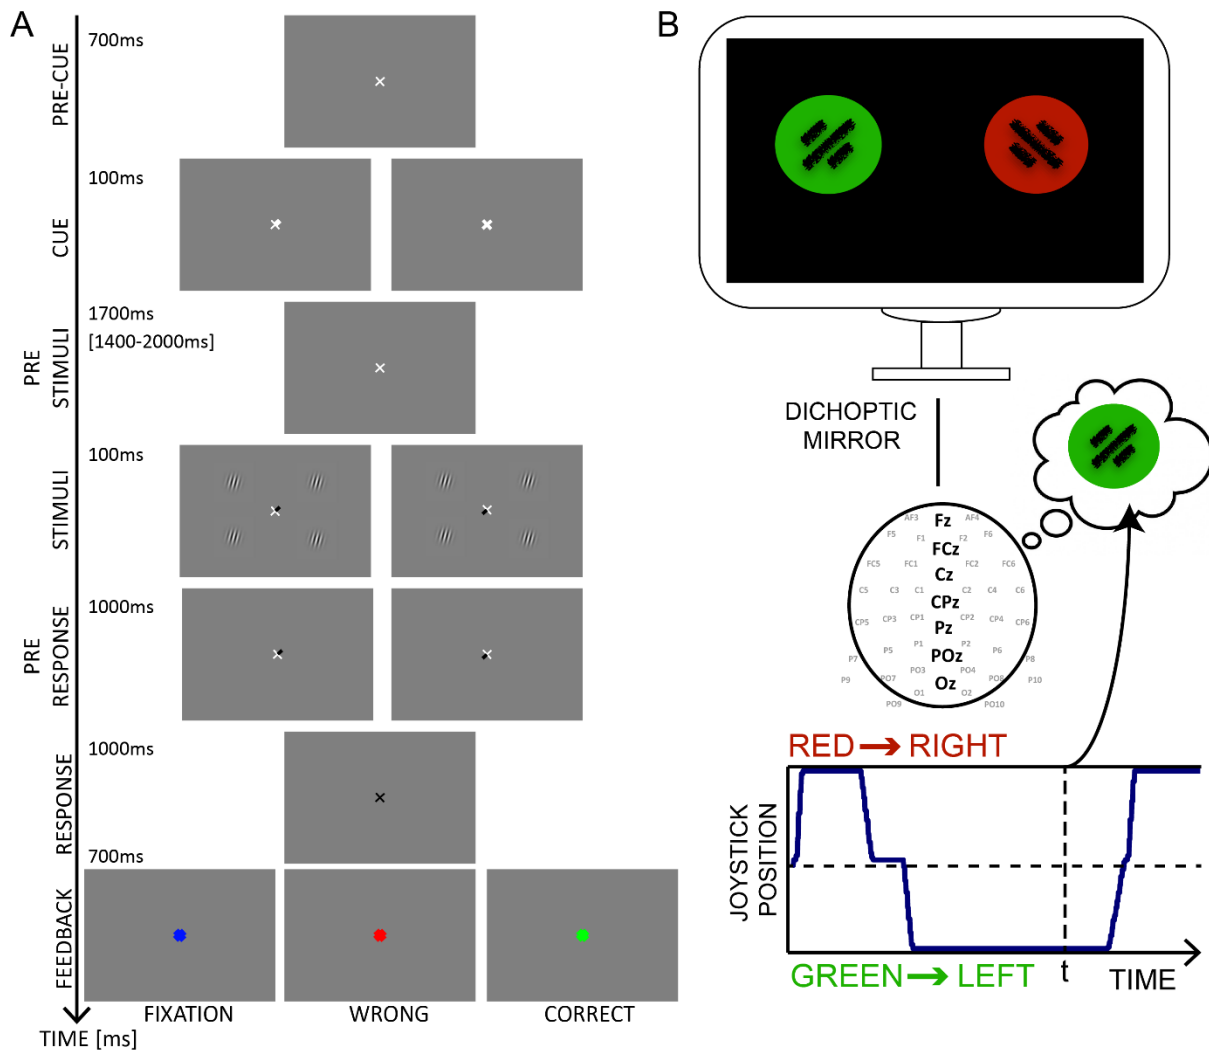 A
PRE-CUE
700ms
CUE
100ms
PRE
STIMULI
1700ms
[1400-2000ms]
STIMULI
100ms
PRE
RESPONSE
1000ms
RESPONSE
1000ms
FEEDBACK
700ms
FIXATION
WRONG
CORRECT
TIME [ms]
B
DICHOPTIC
MIRROR
AF3 Fz AF4
F5 F1 F2 F6
FCz
FC5 FC1 FC2 FC6
Cz
C5 C3 C1 C2 C4 C6
CPz
CP5 CP3 CP1 CP2 CP4 CP6
Pz
P7 P5 P1 P2 P6 P8
POz
P9 PO7 PO3 PO4 PO8 P10
Oz
PO9 O1 O2 PO10
RED → RIGHT
JOYSTICK
POSITION
GREEN → LEFT
t
TIME